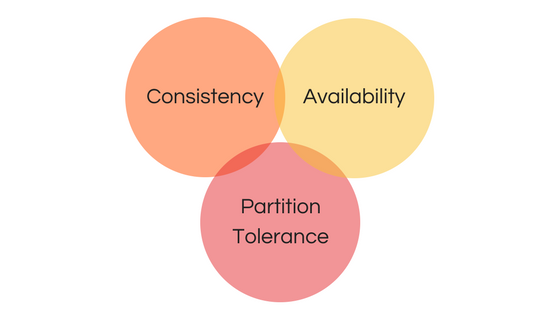 Consistency
Availability
Partition
Tolerance